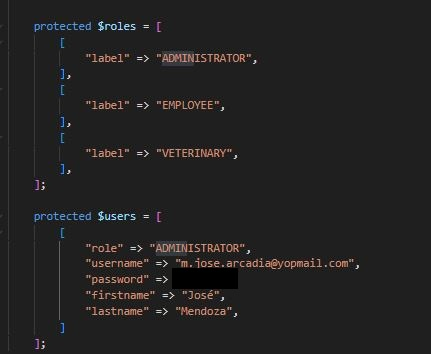 protected $roles = [
[
"label" => "ADMINISTRATOR",
],
[
"label" => "EMPLOYEE",
],
[
"label" => "VETERINARY",
],
];
protected $users = [
[
"role" => "ADMINISTRATOR",
"username" => "m.jose.arcadia@yopmail.com",
"password" =>
"firstname" => "José",
"lastname" => "Mendoza",
]
];